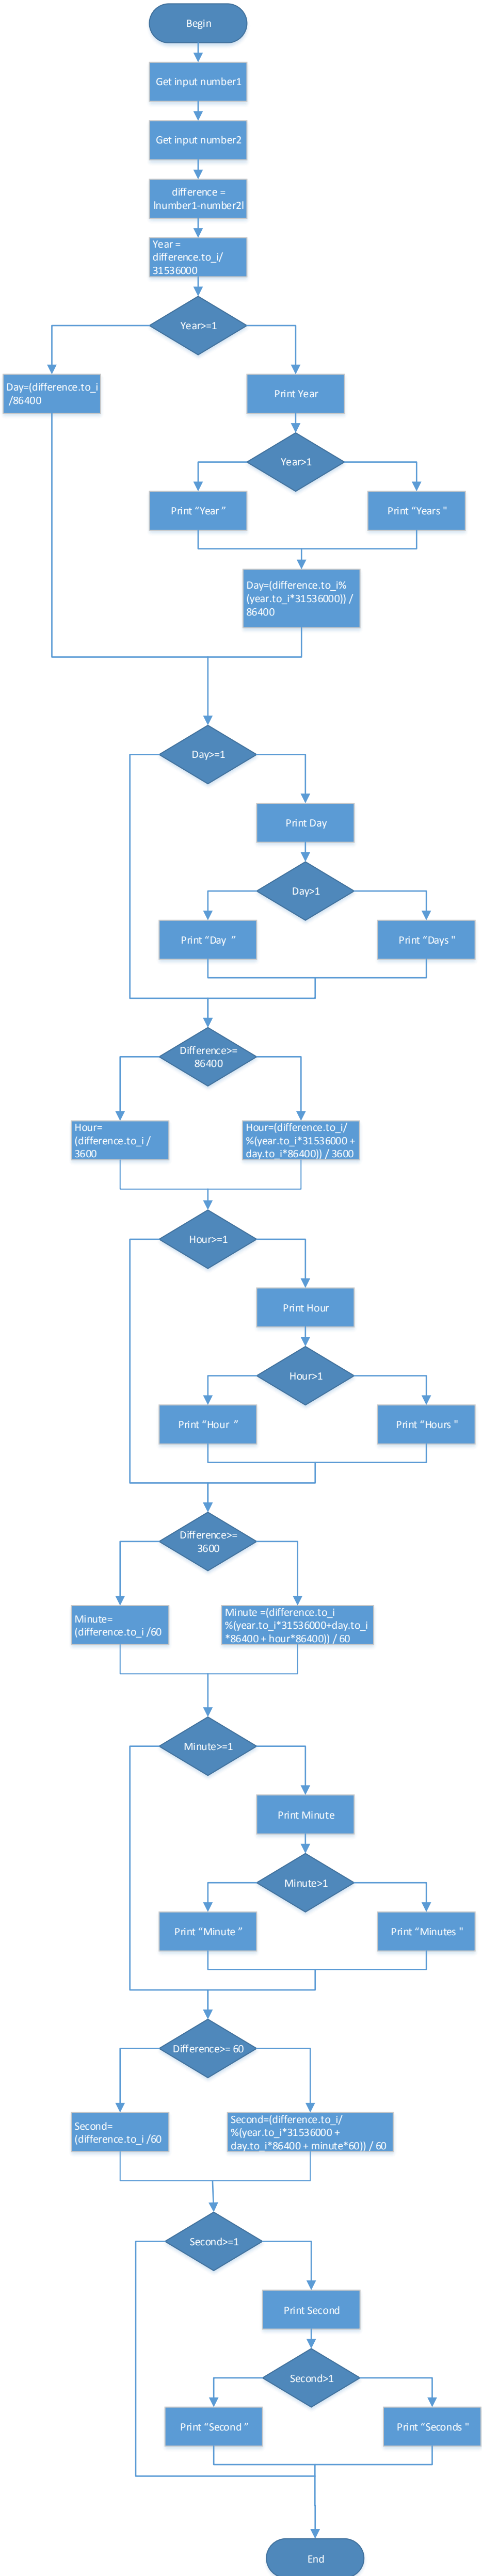 Begin
Get input number1
Get input number2
difference =
|number1-number2|
Year =
difference.to_i/
31536000
Year>=1
Day=(difference.to_i
/86400
Print Year
Year>1
Print “Year ”
Print “Years "
Day=(difference.to_i%
(year.to_i*31536000)) /
86400
Day>=1
Print Day
Day>1
Print “Day  ”
Print “Days "
Difference>=
86400
Hour=
(difference.to_i /
3600
Hour=(difference.to_i/
%(year.to_i*31536000 +
day.to_i*86400)) / 3600
Hour>=1
Print Hour
Hour>1
Print “Hour  ”
Print “Hours "
Difference>=
3600
Minute=
(difference.to_i /60
Minute =(difference.to_i
%(year.to_i*31536000+day.to_i
*86400 + hour*86400)) / 60
Minute>=1
Print Minute
Minute>1
Print “Minute ”
Print “Minutes "
Difference>= 60
Second=
(difference.to_i /60
Second=(difference.to_i/
%(year.to_i*31536000 +
day.to_i*86400 + minute*60)) / 60
Second>=1
Print Second
Second>1
Print “Second ”
Print “Seconds "
End